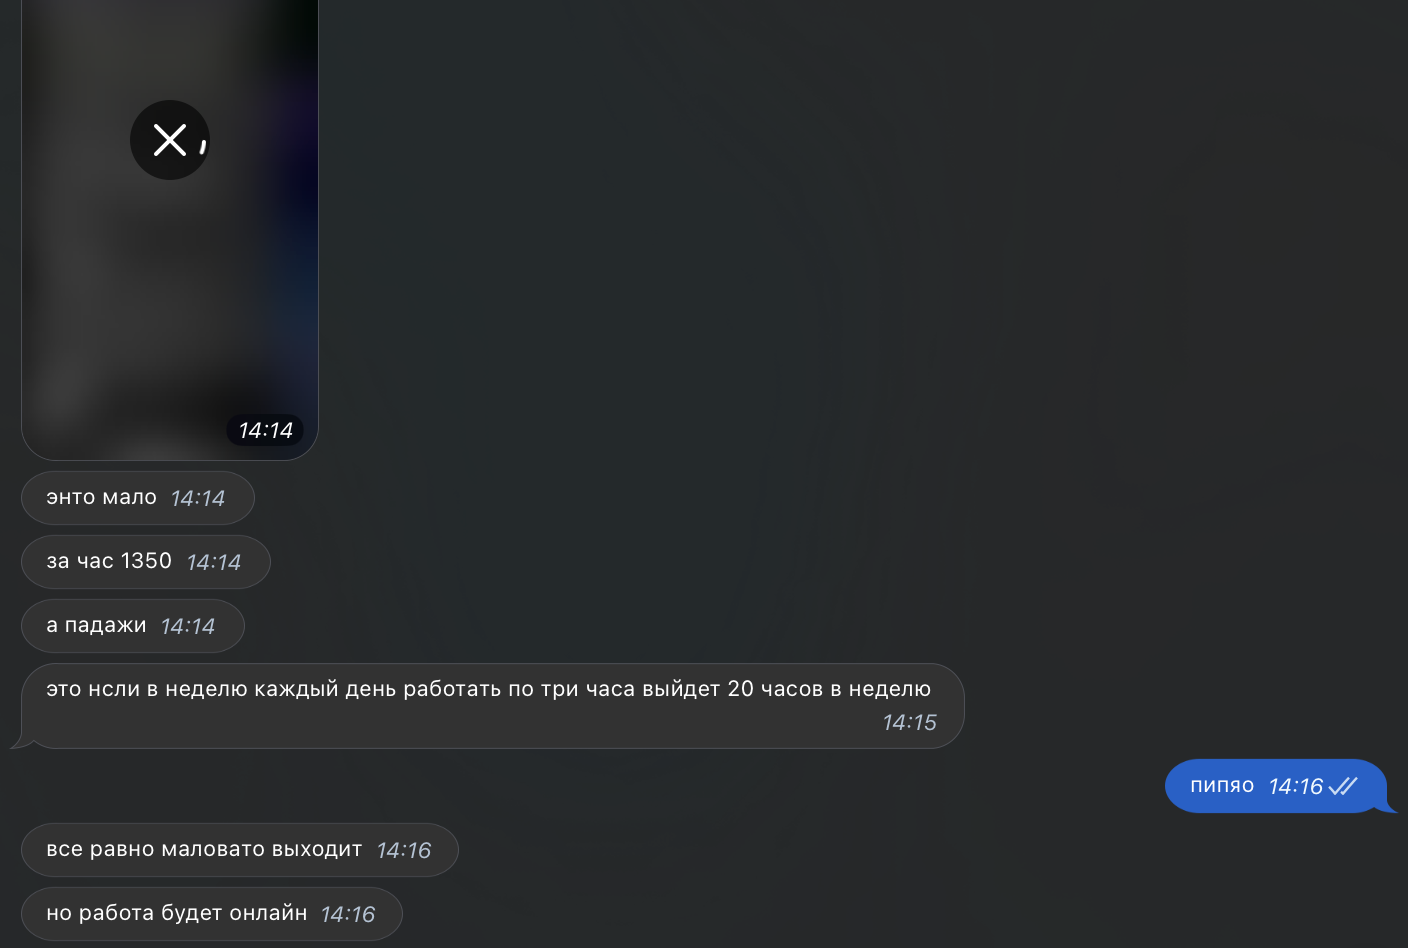 14:14
энто мало 14:14
за час 1350 14:14
а падажи 14:14
это нсли в неделю каждый день работать по три часа выйдет 20 часов в неделю
14:15
пипяо 14:16
все равно маловато выходит 14:16
но работа будет онлайн 14:16